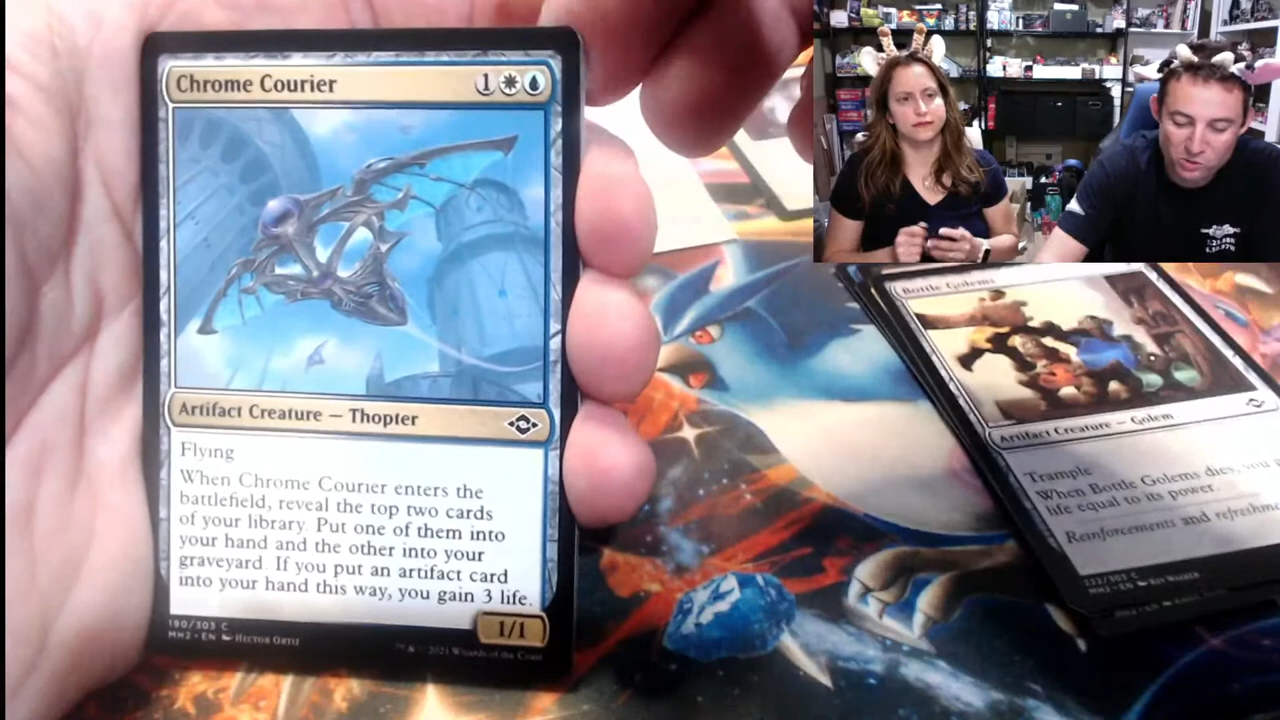 Chrome Courier
1
Artifact Creature — Thopter
Flying
When Chrome Courier enters the
battlefield, reveal the top two cards
of your library. Put one of them into
your hand and the other into your
graveyard. If you put an artifact card
into your hand this way, you gain 3 life.
1/1
190/303 C
MH2 • EN Hector Ortiz
™ & © 2021 Wizards of the Coast
Bottle Golems
Artifact Creature — Golem
Trample
When Bottle Golems dies, you
life equal to its power.
Reinforcements and
222/303 C
MH2 • EN